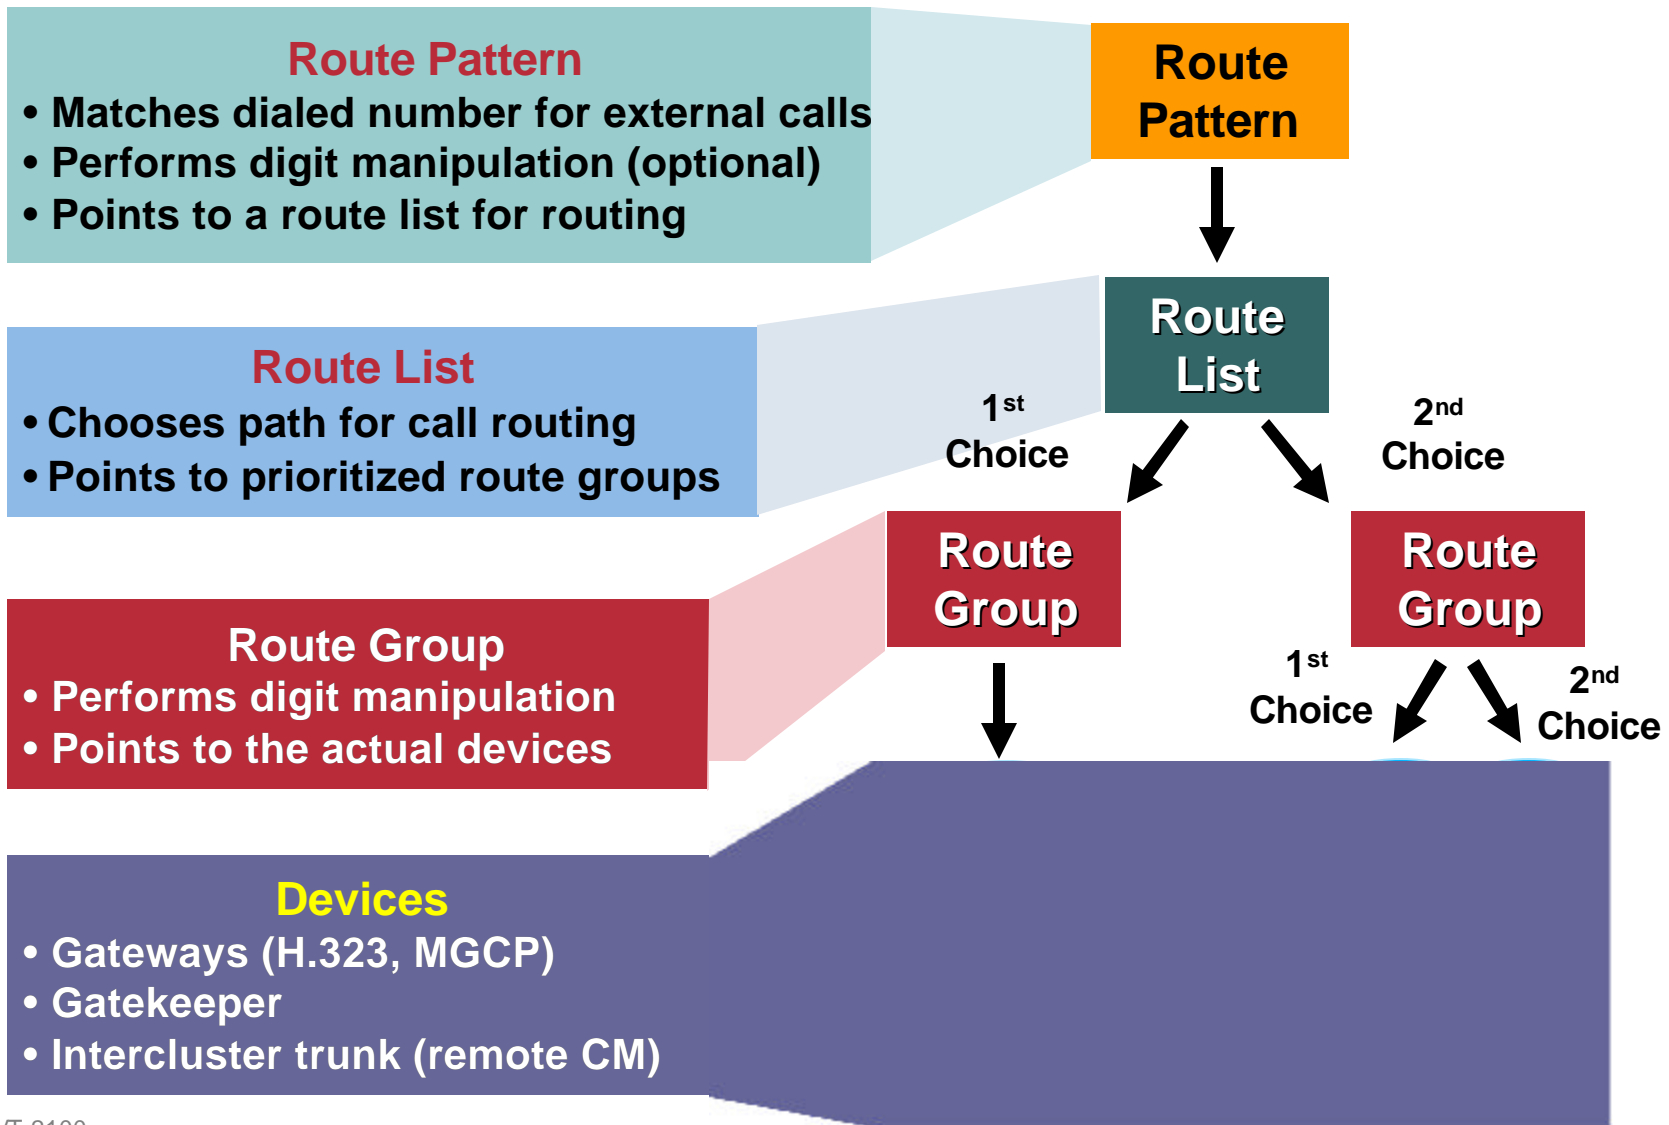 Route Pattern
• Matches dialed number for external calls
• Performs digit manipulation (optional)
• Points to a route list for routing
Route
Pattern
Route List
• Chooses path for call routing
• Points to prioritized route groups
Route
List
1st
Choice
2nd
Choice
Route Group
• Performs digit manipulation
• Points to the actual devices
Route
Group
Route
Group
1st
Choice
2nd
Choice
Devices
• Gateways (H.323, MGCP)
• Gatekeeper
• Intercluster trunk (remote CM)